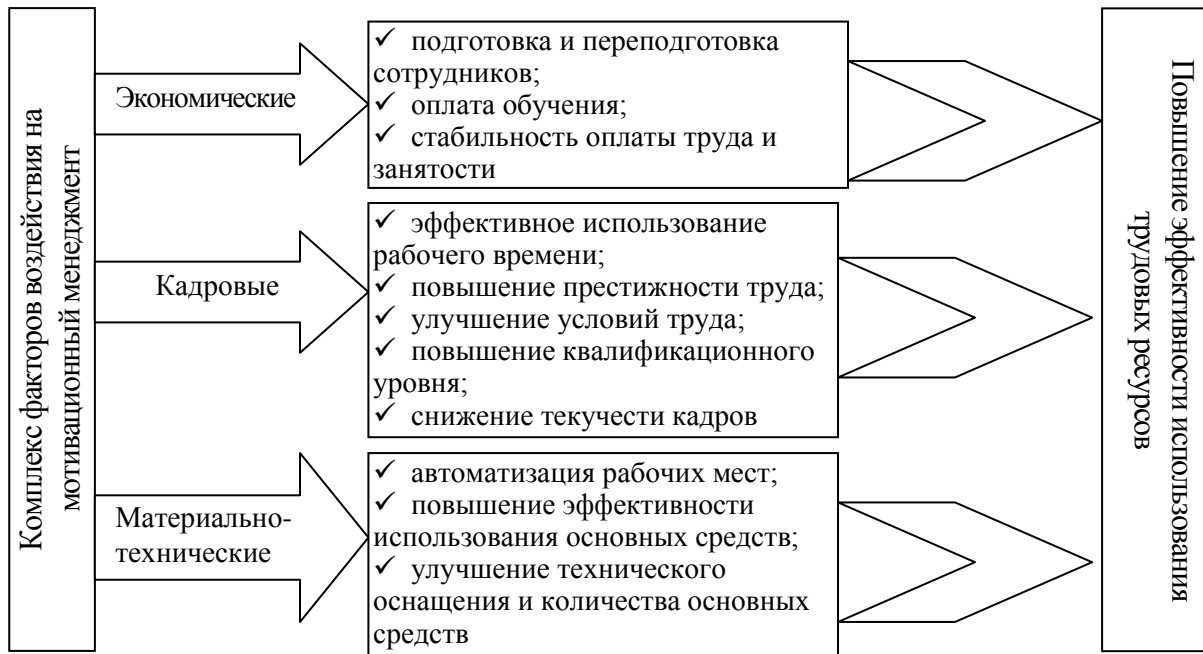 Комплекс факторов воздействия на
мотивационный менеджмент
Экономические
✓ подготовка и переподготовка
сотрудников;
✓ оплата обучения;
✓ стабильность оплаты труда и
занятости
Кадровые
✓ эффективное использование
рабочего времени;
✓ повышение престижности труда;
✓ улучшение условий труда;
✓ повышение квалификационного
уровня;
✓ снижение текучести кадров
Материально-
технические
✓ автоматизация рабочих мест;
✓ повышение эффективности
использования основных средств;
✓ улучшение технического
оснащения и количества основных
средств
Повышение эффективности использования
трудовых ресурсов